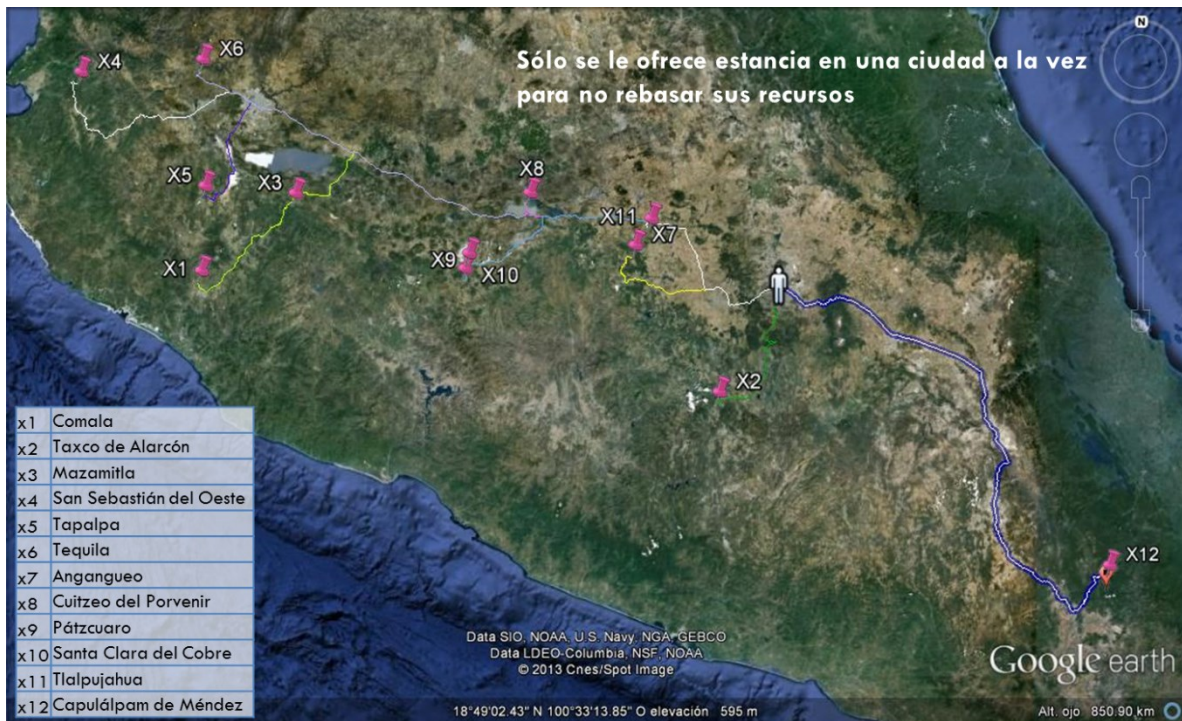 Sólo se le ofrece estancia en una ciudad a la vez
para no rebasar sus recursos
N
X4
X6
X5
X3
X8
X11
X7
X1
X9
X10
X2
X12
x1 Comala
x2 Taxco de Alarcón
x3 Mazamitla
x4 San Sebastián del Oeste
x5 Tapalpa
x6 Tequila
x7 Angangueo
x8 Cuitzeo del Porvenir
x9 Pátzcuaro
x10 Santa Clara del Cobre
x11 Tlalpujahua
x12 Capulálpam de Méndez
Data SIO, NOAA, U.S. Navy, NGA, GEBCO
Data LDEO-Columbia, NSF, NOAA
© 2013 Cnes/Spot Image
Google earth
18°49'02.43" N 100°33'13.85" O elevación 595 m
Alt. ojo 850.90 km